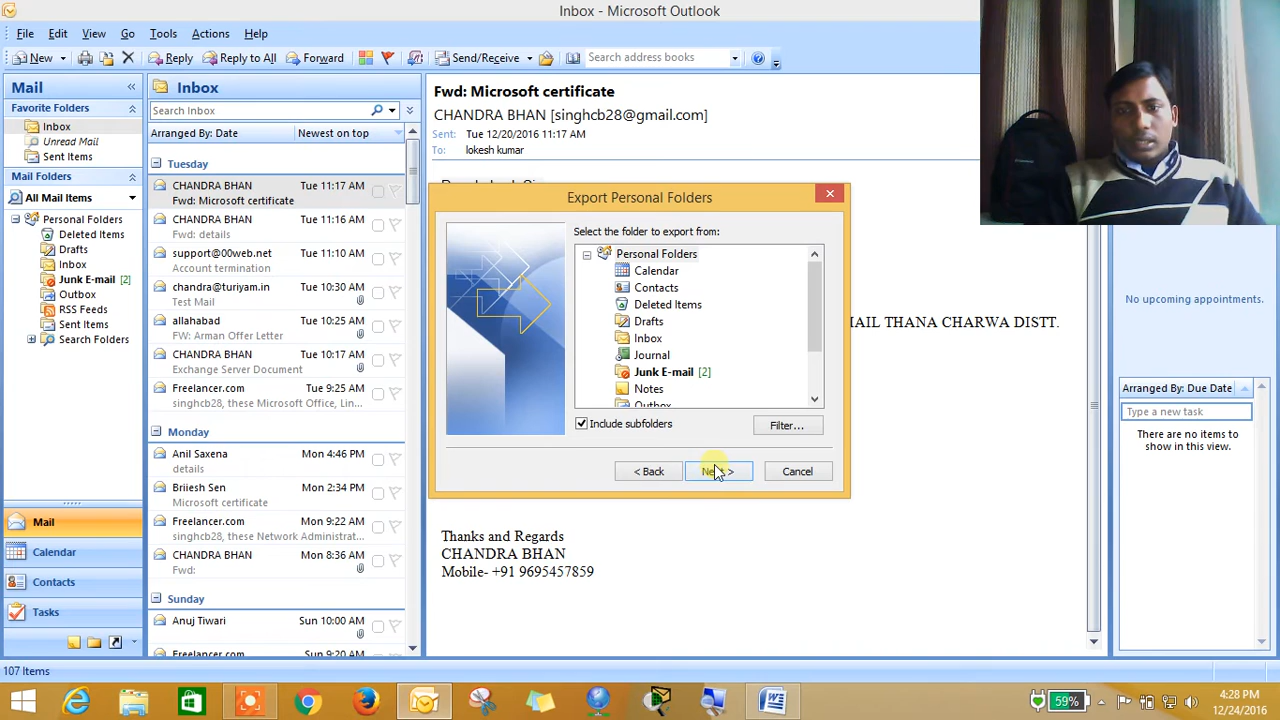 Inbox - Microsoft Outlook
File Edit View Go Tools Actions Help
New Reply Reply to All Forward Send/Receive Search address books
Mail «
Favorite Folders
Inbox
Unread Mail
Sent Items
Mail Folders
All Mail Items
Personal Folders
Deleted Items
Drafts
Inbox
Junk E-mail [2]
Outbox
RSS Feeds
Sent Items
Search Folders
Mail
Calendar
Contacts
Tasks
Inbox
Search Inbox
Arranged By: Date Newest on top
Tuesday
CHANDRA BHAN Tue 11:17 AM
Fwd: Microsoft certificate
CHANDRA BHAN Tue 11:16 AM
Fwd: details
support@00web.net Tue 11:10 AM
Account termination
chandra@turiyam.in Tue 10:30 AM
Test Mail
allahabad Tue 10:25 AM
FW: Arman Offer Letter
CHANDRA BHAN Tue 10:17 AM
Exchange Server Document
Freelancer.com Tue 9:25 AM
singhcb28, these Microsoft Office, Lin...
Monday
Anil Saxena Mon 4:46 PM
details
Briiesh Sen Mon 2:34 PM
Microsoft certificate
Freelancer.com Mon 9:22 AM
singhcb28, these Network Administrat...
CHANDRA BHAN Mon 8:36 AM
Fwd:
Sunday
Anuj Tiwari Sun 10:00 AM
Freelancer.com Sun 9:20 AM
Fwd: Microsoft certificate
CHANDRA BHAN [singhcb28@gmail.com]
Sent: Tue 12/20/2016 11:17 AM
To: lokesh kumar
Export Personal Folders
Select the folder to export from:
Personal Folders
Calendar
Contacts
Deleted Items
Drafts
Inbox
Journal
Junk E-mail [2]
Notes
Outbox
Include subfolders Filter...
< Back Next > Cancel
MAIL THANA CHARWA DISTT.
Thanks and Regards
CHANDRA BHAN
Mobile- +91 9695457859
No upcoming appointments.
Arranged By: Due Date
Type a new task
There are no items to
show in this view.
107 Items
59%
4:28 PM
12/24/2016